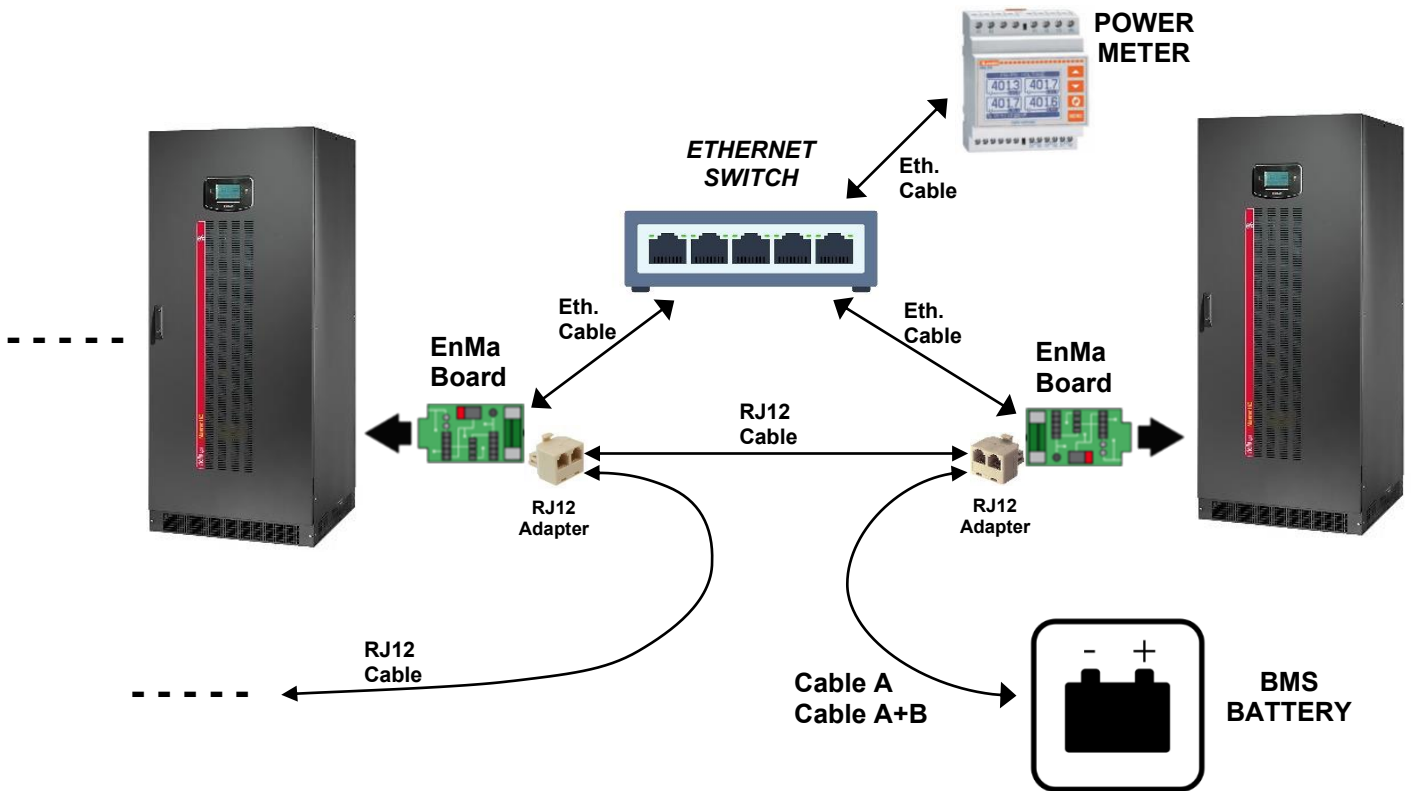 POWER
METER
4013 4017
4017 4016
MENU
ETHERNET
SWITCH
Eth.
Cable
Eth.
Cable
Eth.
Cable
EnMa
Board
EnMa
Board
RJ12
Cable
RJ12
Adapter
RJ12
Adapter
RJ12
Cable
Cable A
Cable A+B
- +
BMS
BATTERY